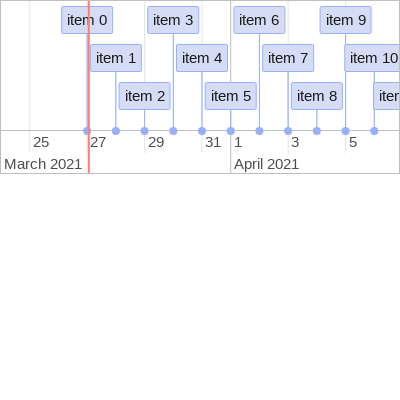 item 0 item 3 item 6 item 9
item 1 item 4 item 7 item 10
item 2 item 5 item 8
25 27 29 31 1 3 5
March 2021 April 2021